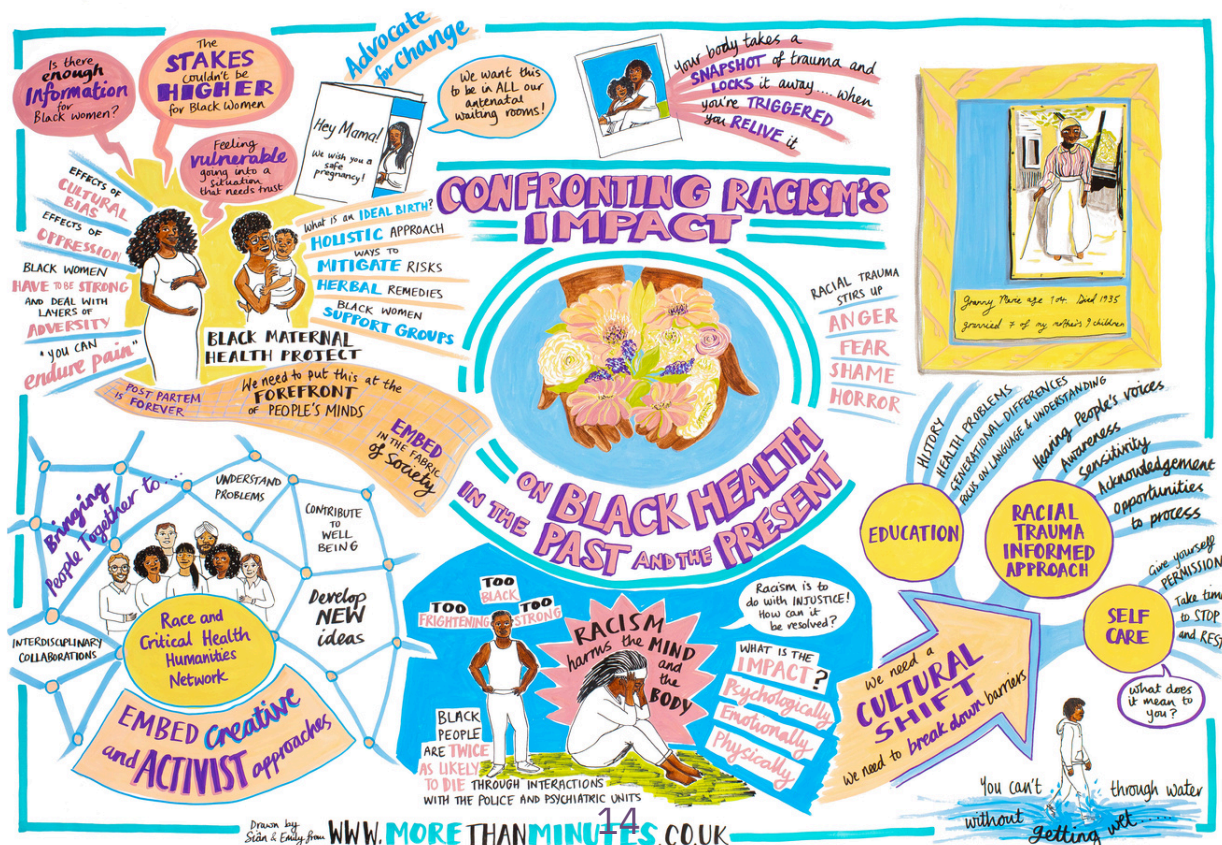 Is there
enough
Information
for
Black women?
The
STAKES
couldn't be
HIGHER
for Black Women
Feeling
vulnerable
going into a
situation
that needs trust
Advocate
for Change
Hey Mama!
We wish you a
safe
pregnancy!
We want this
to be in ALL our
antenatal
waiting rooms!
Your body takes a
SNAPSHOT of trauma and
LOCKS it away.... when
you're TRIGGERED
you RELIVE it
EFFECTS OF
CULTURAL
BIAS
EFFECTS OF
OPPRESSION
BLACK WOMEN
HAVE TO BE STRONG
AND DEAL WITH
LAYERS OF
ADVERSITY
"YOU CAN
endure pain"
What is an IDEAL BIRTH?
HOLISTIC APPROACH
WAYS TO
MITIGATE RISKS
HERBAL REMEDIES
BLACK WOMEN
SUPPORT GROUPS
BLACK MATERNAL
HEALTH PROJECT
POST PARTEM
IS FOREVER
We need to put this at the
FOREFRONT
OF PEOPLE'S MINDS
EMBED
IN THE FABRIC
of Society
CONFRONTING RACISM'S
IMPACT
ON BLACK HEALTH
IN THE PAST AND THE PRESENT
RACIAL TRAUMA
STIRS UP
ANGER
FEAR
SHAME
HORROR
Granny Marie age 104. Died 1935
grannied 7 of my mother's 9 children
Bringing
People Together to...
UNDERSTAND
PROBLEMS
CONTRIBUTE
TO
WELL
BEING
Develop
NEW
ideas
INTERDISCIPLINARY
COLLABORATIONS
Race and
Critical Health
Humanities
Network
EMBED creative
and ACTIVIST approaches
TOO
FRIGHTENING
TOO
BLACK
TOO
STRONG
BLACK
PEOPLE
ARE TWICE
AS LIKELY
TO DIE THROUGH INTERACTIONS
WITH THE POLICE AND PSYCHIATRIC UNITS
RACISM
harms the MIND
and
the
BODY
Racism is to
do with INJUSTICE!
How can it
be resolved?
WHAT IS THE
IMPACT?
Psychologically
Emotionally
Physically
We need a
CULTURAL
SHIFT
We need to break down barriers
EDUCATION
HISTORY
HEALTH PROBLEMS
GENERATIONAL DIFFERENCES
FOCUS ON LANGUAGE & UNDERSTANDING
RACIAL
TRAUMA
INFORMED
APPROACH
Hearing People's voices
Awareness
Sensitivity
Acknowledgement
opportunities
to process
SELF
CARE
Give yourself
PERMISSION
Take time
to STOP
and REST
What does
it mean to
you?
You can't through water
without getting wet.....
Drawn by
Siân & Emily from WWW.MORETHANMINUTES.CO.UK
14